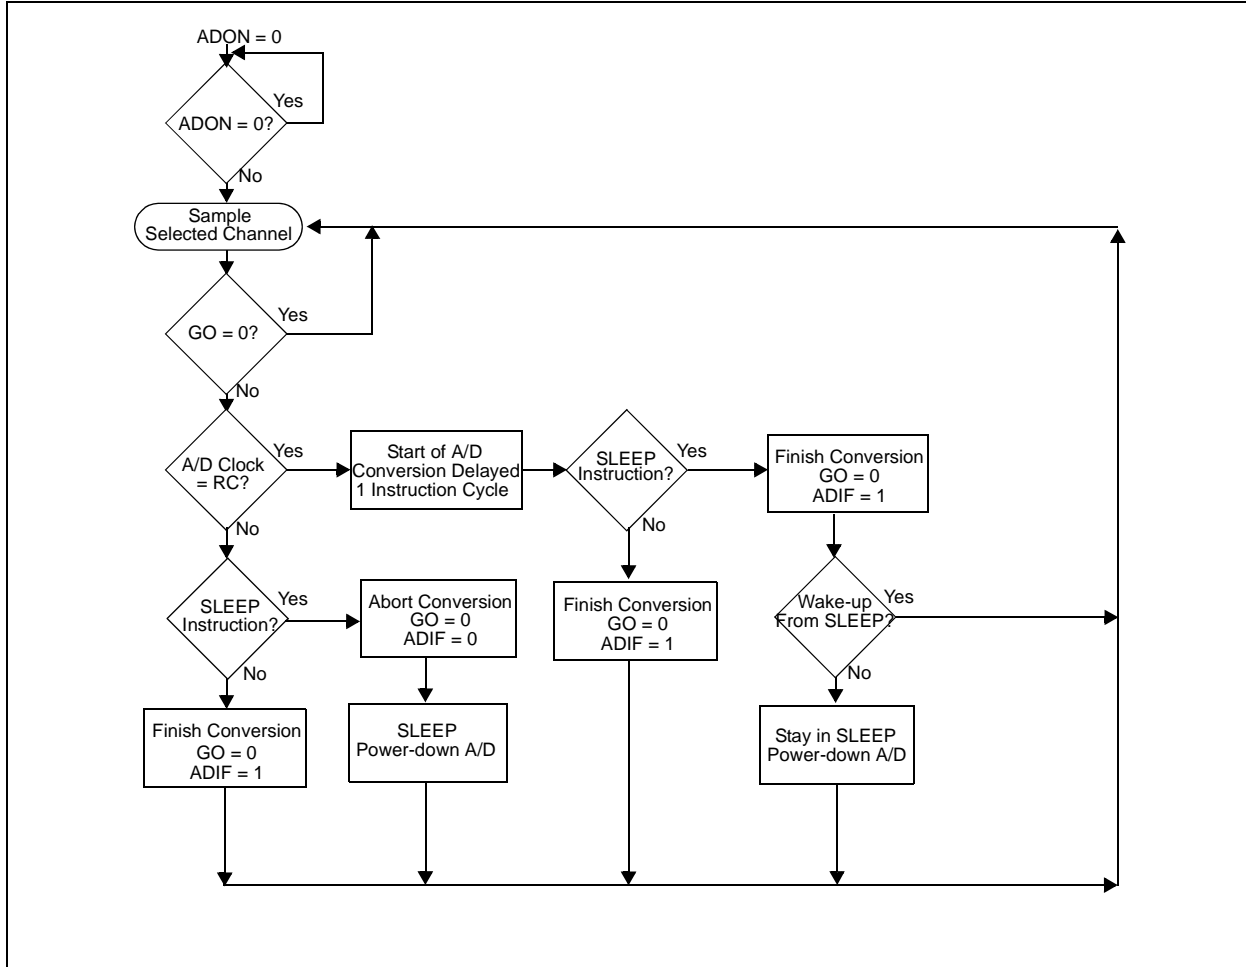 ADON = 0
Yes
ADON = 0?
No
Sample
Selected Channel
Yes
GO = 0?
No
Yes
A/D Clock
= RC?
No
Start of A/D
Conversion Delayed
1 Instruction Cycle
Yes
SLEEP
Instruction?
No
Finish Conversion
GO = 0
ADIF = 1
Yes
SLEEP
Instruction?
No
Abort Conversion
GO = 0
ADIF = 0
Finish Conversion
GO = 0
ADIF = 1
Yes
Wake-up
From SLEEP?
No
Finish Conversion
GO = 0
ADIF = 1
SLEEP
Power-down A/D
Stay in SLEEP
Power-down A/D